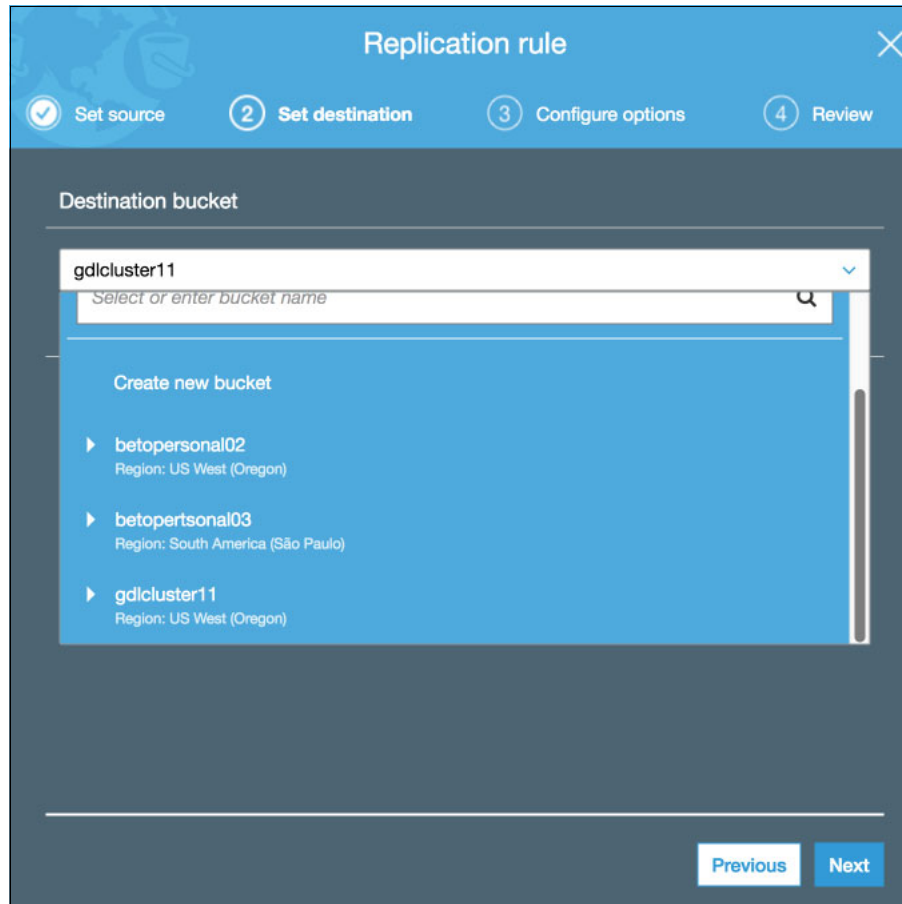 Replication rule
Set source
2 Set destination
3 Configure options
4 Review
Destination bucket
gdlcluster11
Select or enter bucket name
Create new bucket
betopersonal02
Region: US West (Oregon)
betopertsonal03
Region: South America (São Paulo)
gdlcluster11
Region: US West (Oregon)
Previous
Next